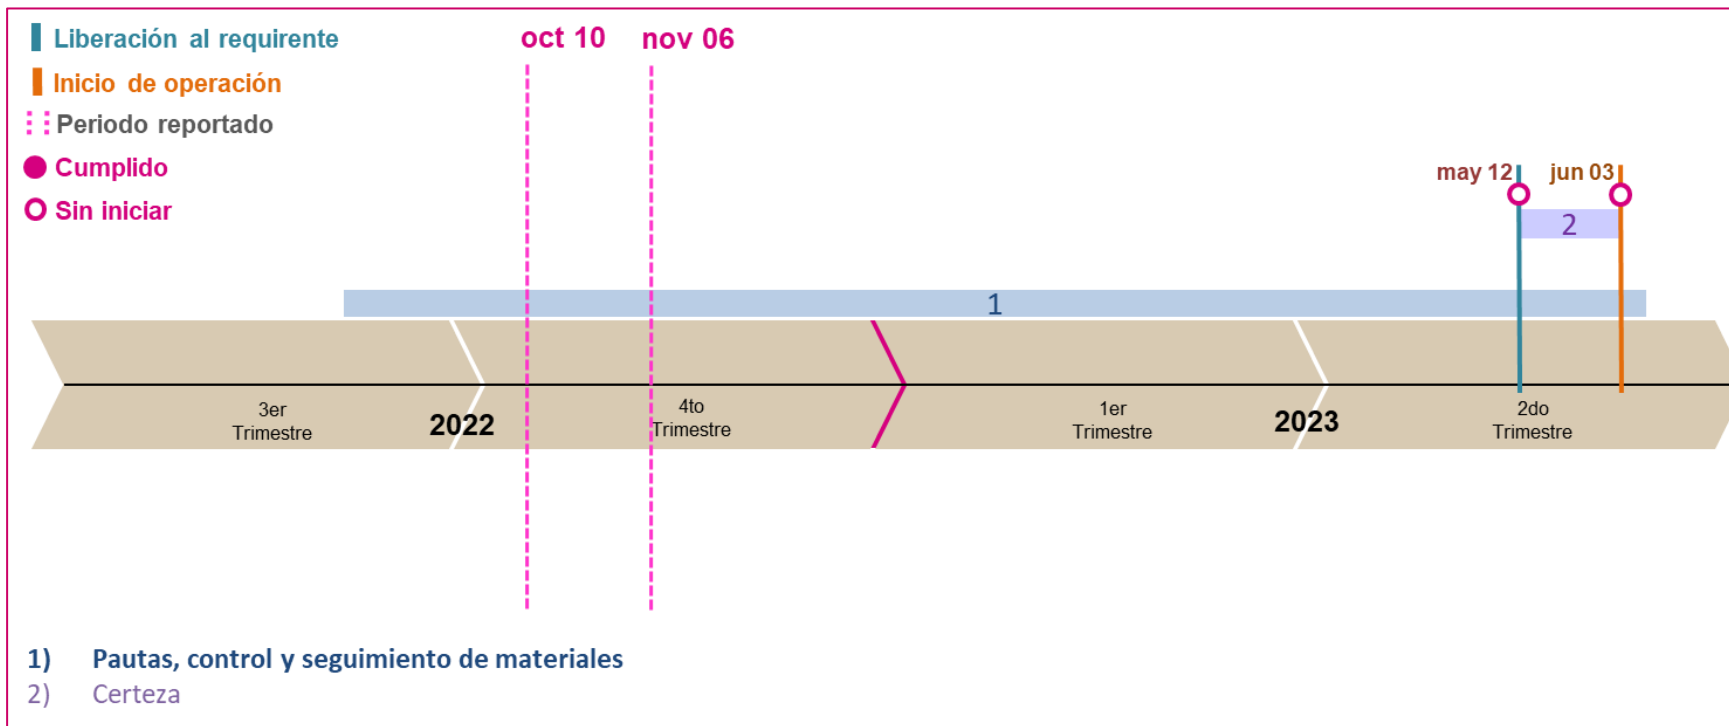 Liberación al requirente
Inicio de operación
Periodo reportado
Cumplido
Sin iniciar
oct 10
nov 06
may 12
jun 03
2
1
3er
Trimestre
2022
4to
Trimestre
1er
Trimestre
2023
2do
Trimestre
1) Pautas, control y seguimiento de materiales
2) Certeza